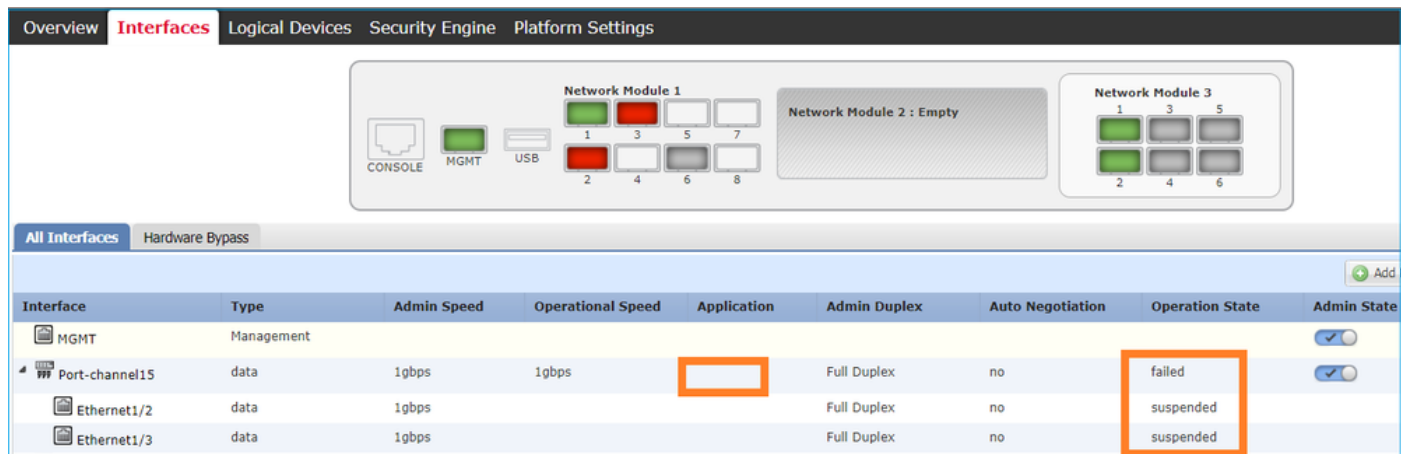 Overview Interfaces Logical Devices Security Engine Platform Settings
Network Module 1
1 3 5 7
2 4 6 8
CONSOLE MGMT USB
Network Module 2 : Empty
Network Module 3
1 3 5
2 4 6
All Interfaces Hardware Bypass
Add
Interface Type Admin Speed Operational Speed Application Admin Duplex Auto Negotiation Operation State Admin State
MGMT Management
Port-channel15 data 1gbps 1gbps Full Duplex no failed
Ethernet1/2 data 1gbps Full Duplex no suspended
Ethernet1/3 data 1gbps Full Duplex no suspended